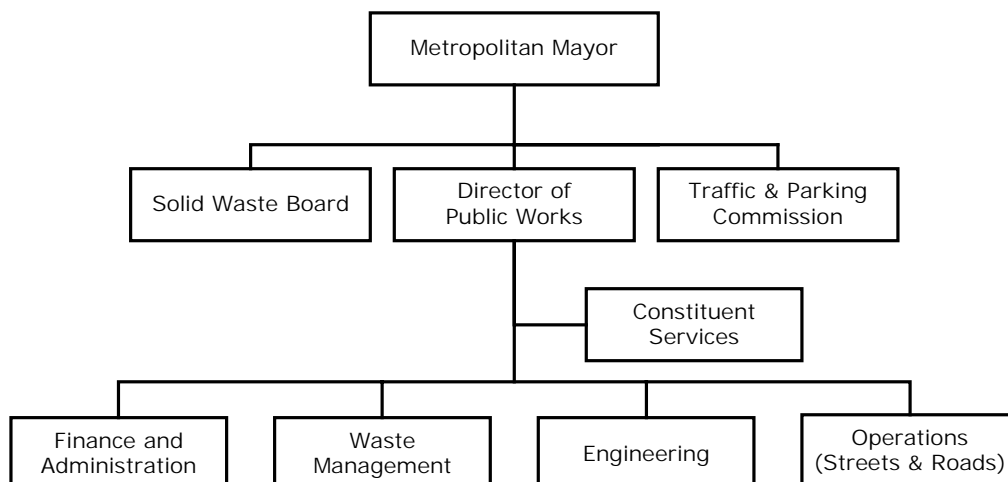 Metropolitan Mayor
Solid Waste Board
Director of
Public Works
Traffic & Parking
Commission
Constituent
Services
Finance and
Administration
Waste
Management
Engineering
Operations
(Streets & Roads)